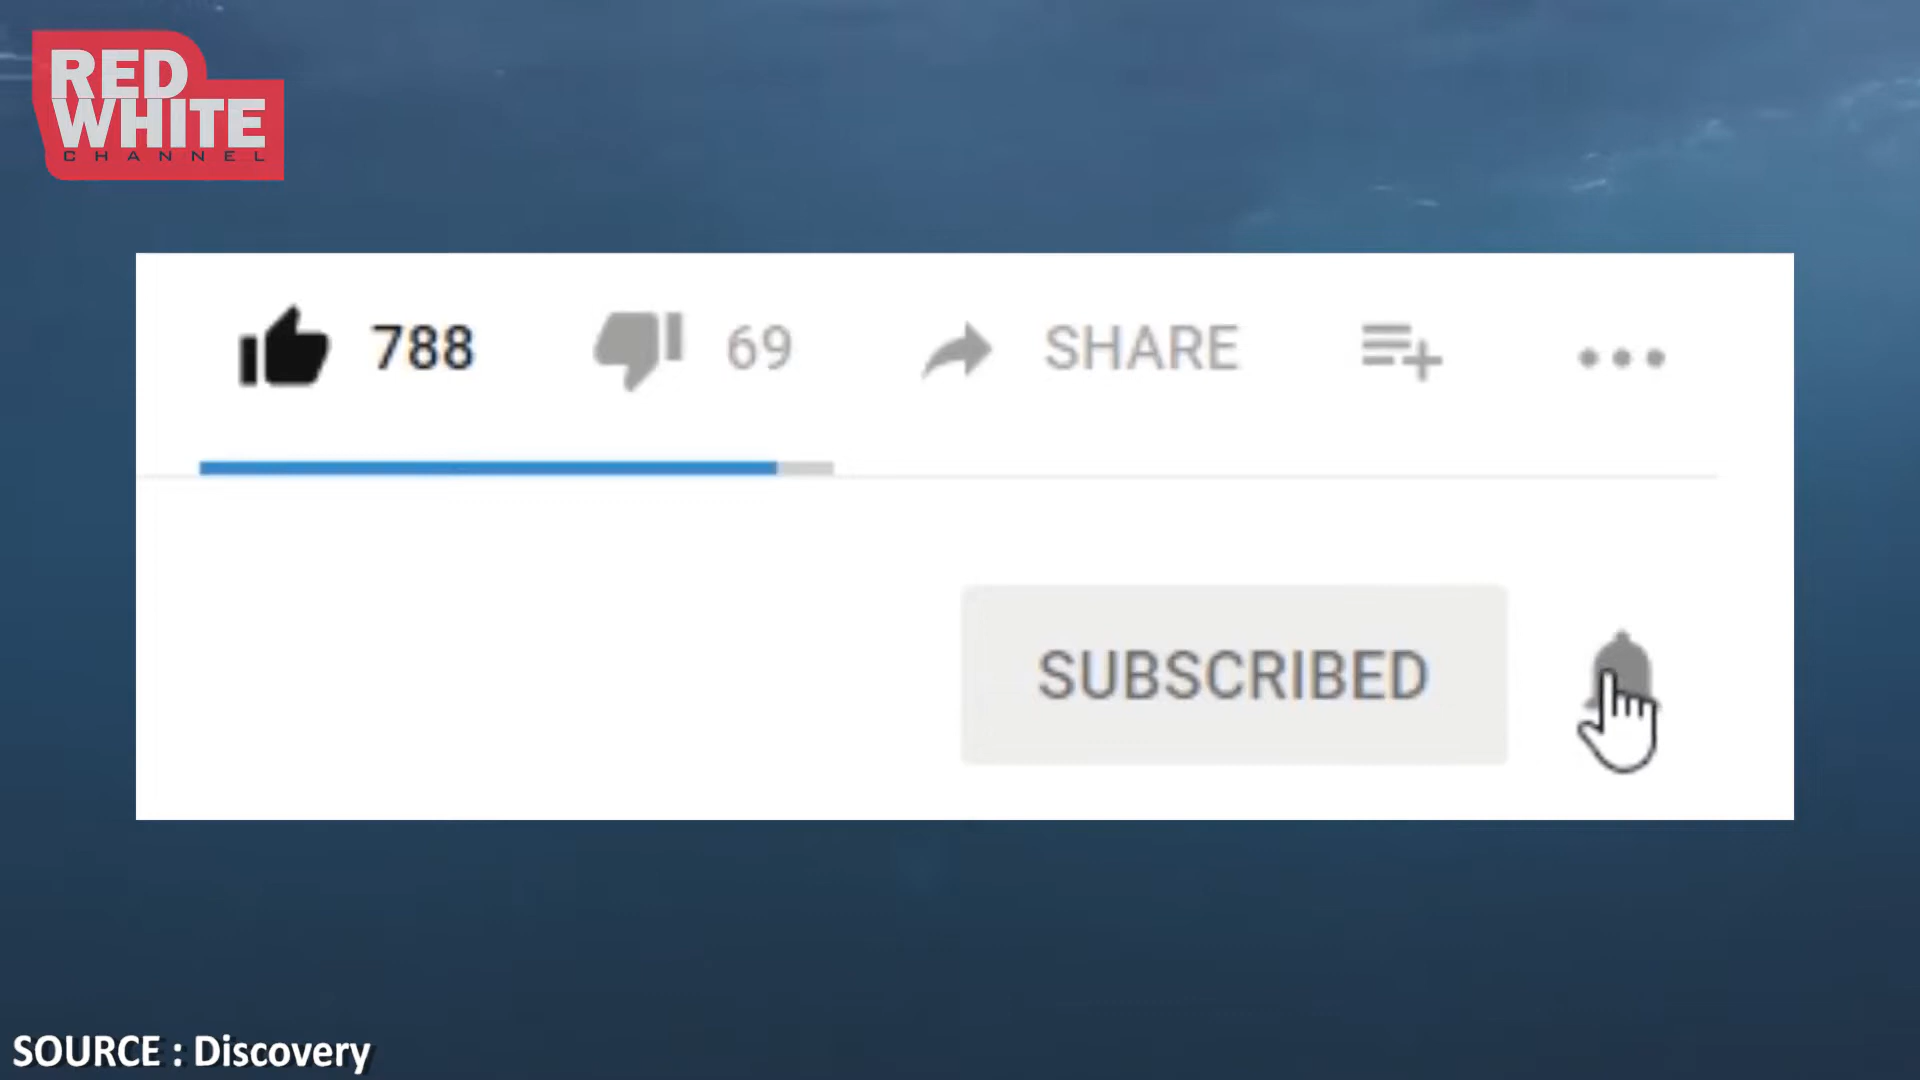 RED
WHITE
CHANNEL
788 69 SHARE
SUBSCRIBED
SOURCE : Discovery